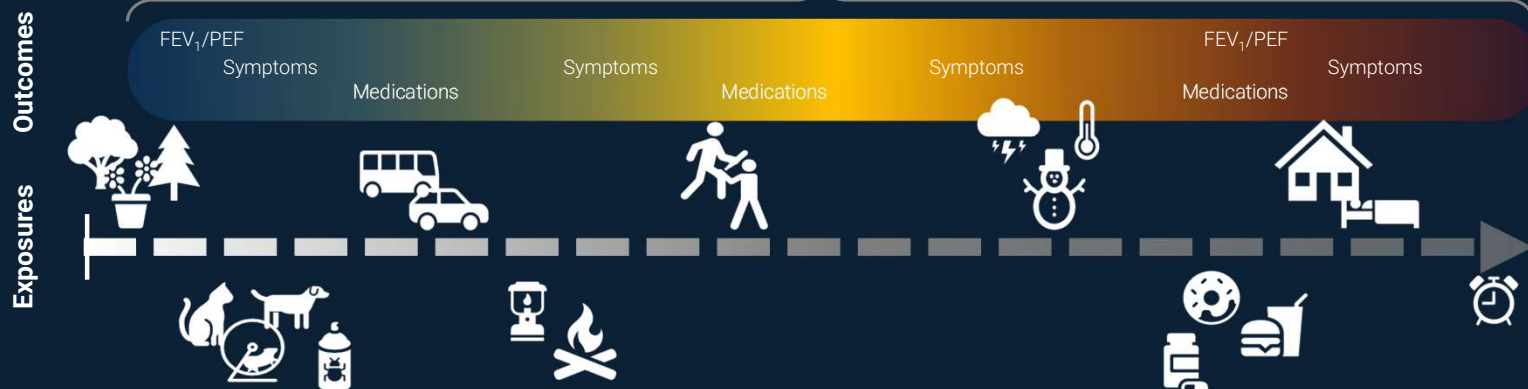 Outcomes
FEV₁/PEF
FEV₁/PEF
Symptoms
Symptoms
Symptoms
Symptoms
Medications
Medications
Medications
Exposures